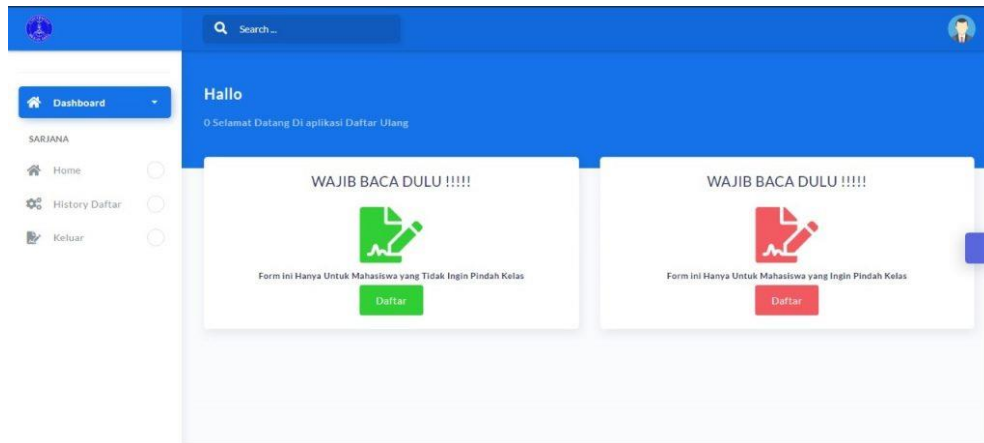 Search...
Dashboard
SARJANA
Home
History Daftar
Keluar
Hallo
0 Selamat Datang Di aplikasi Daftar Ulang
WAJIB BACA DULU !!!!!
Form ini Hanya Untuk Mahasiswa yang Tidak Ingin Pindah Kelas
Daftar
WAJIB BACA DULU !!!!!
Form ini Hanya Untuk Mahasiswa yang Ingin Pindah Kelas
Daftar